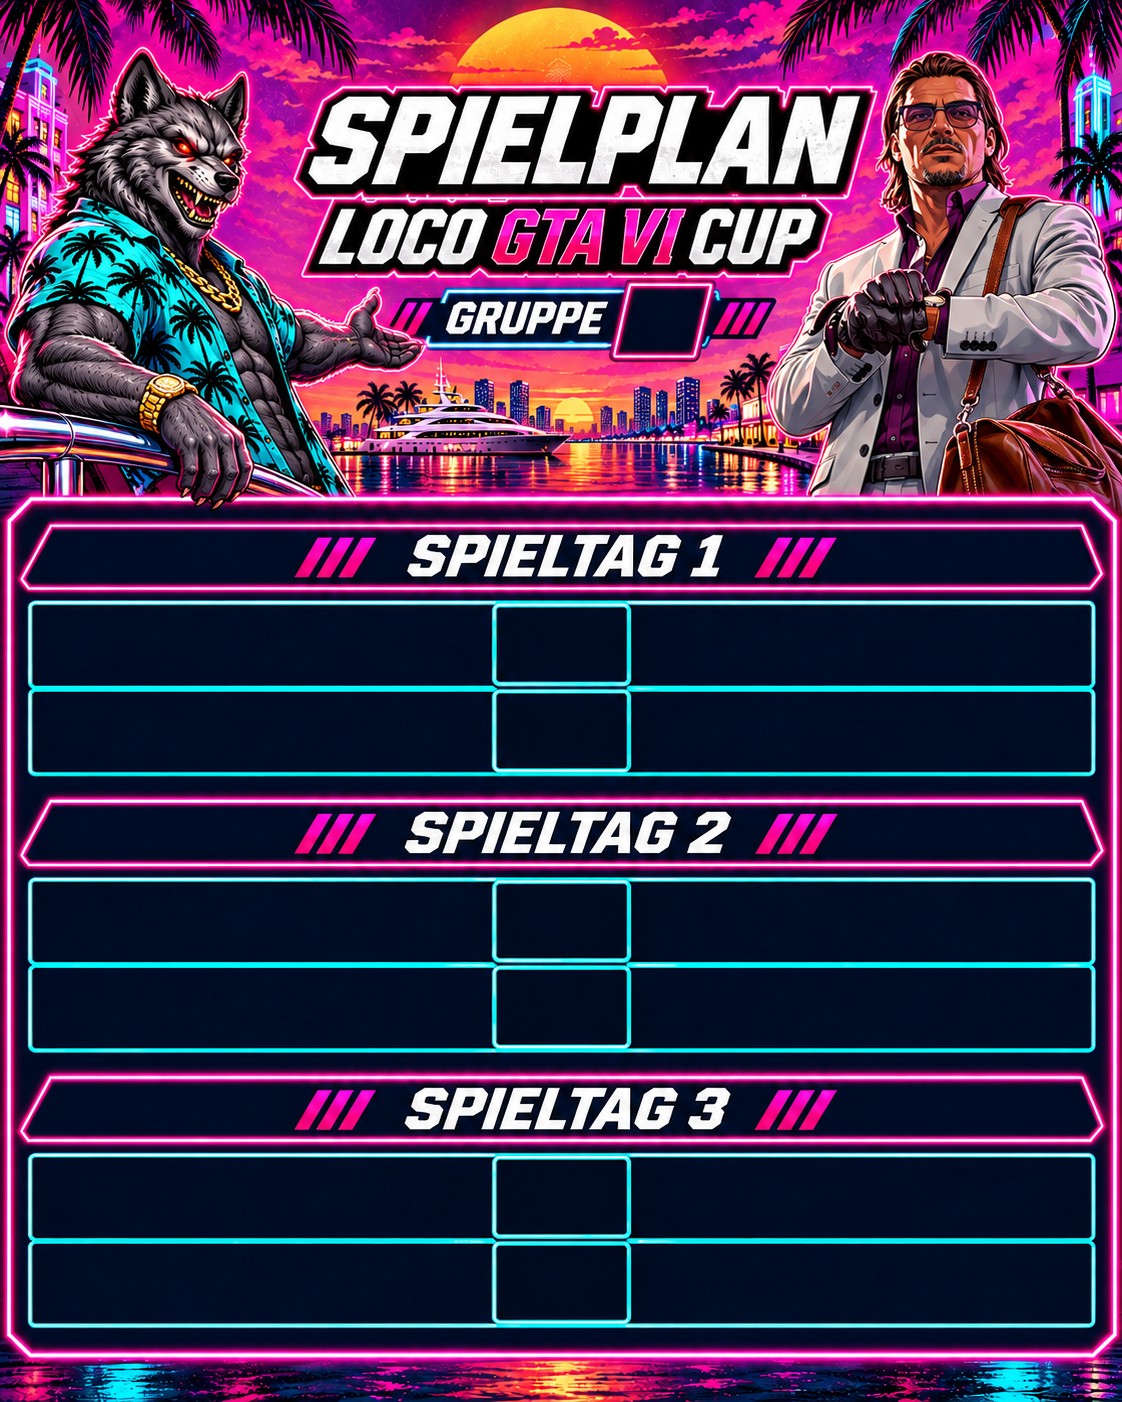 SPIELPLAN
LOCO GTA VI CUP
GRUPPE
SPIELTAG 1
SPIELTAG 2
SPIELTAG 3